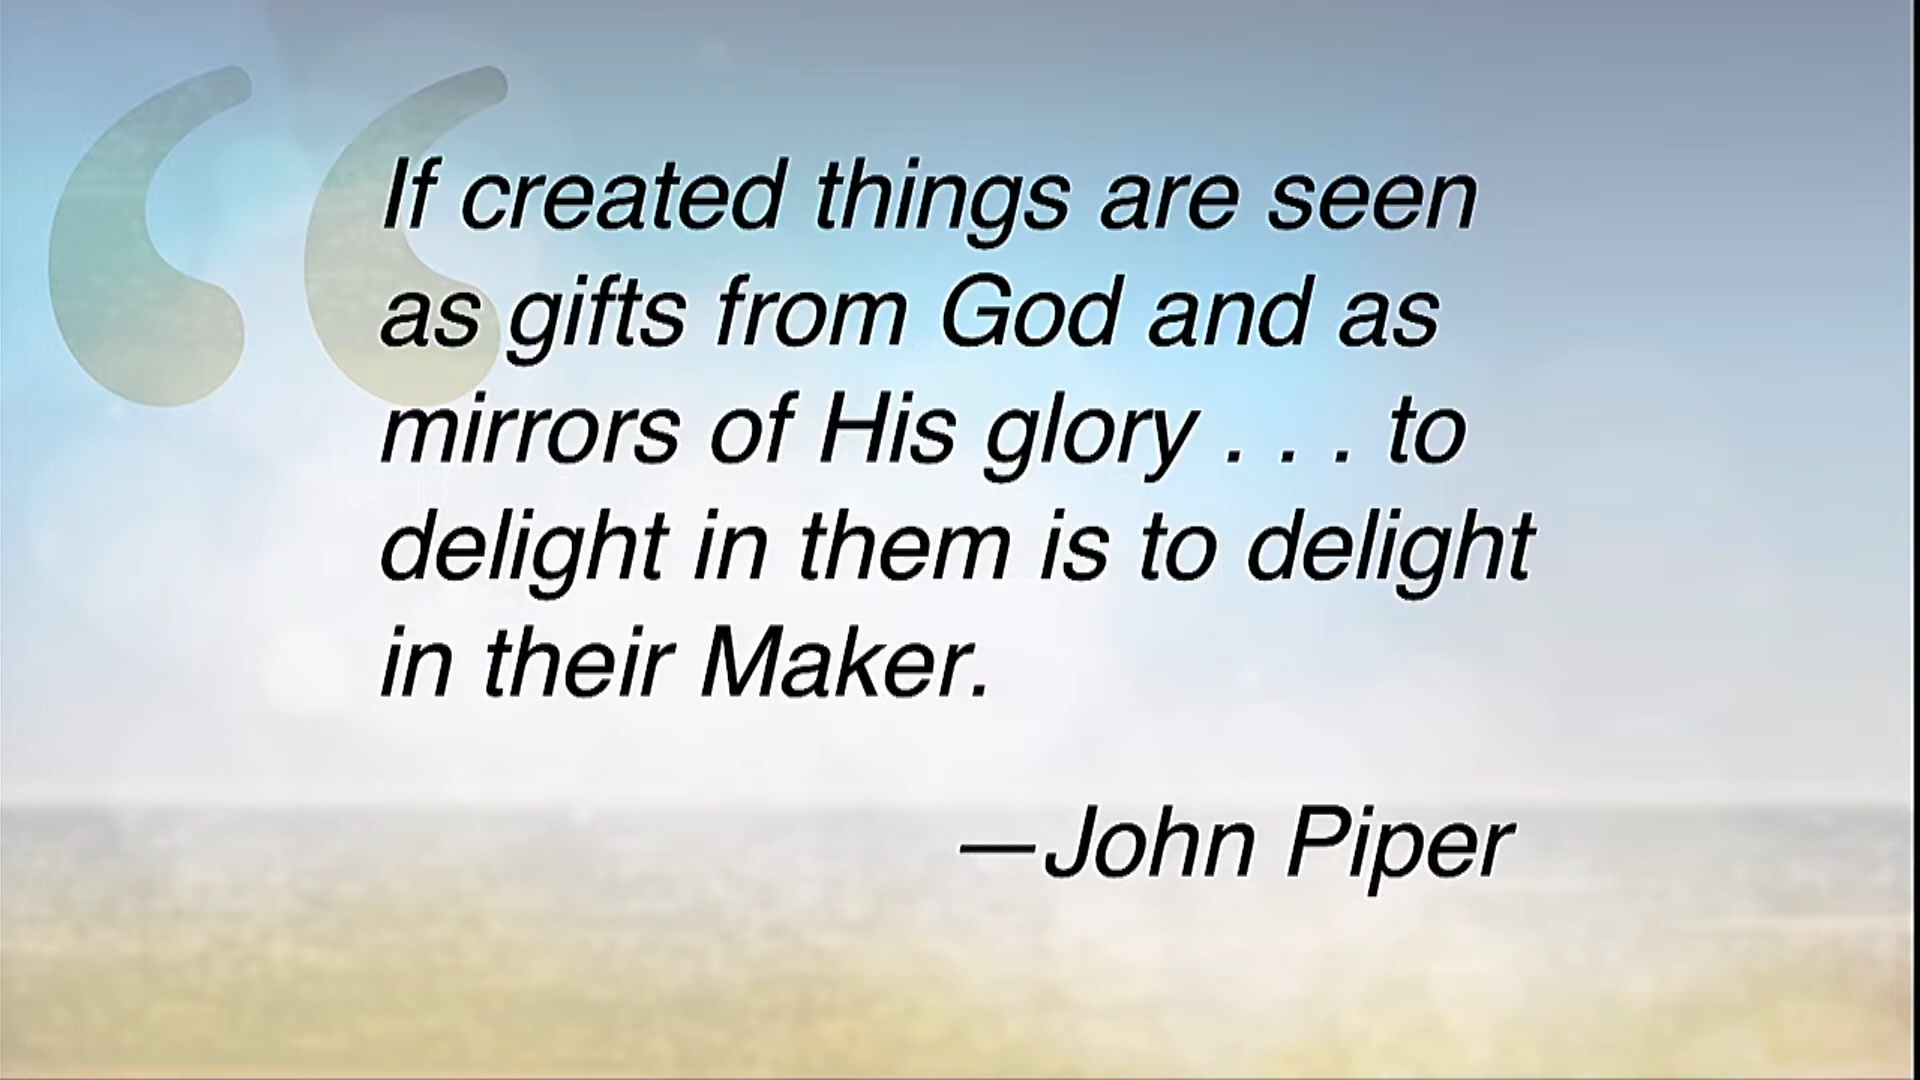 If created things are seen
as gifts from God and as
mirrors of His glory . . . to
delight in them is to delight
in their Maker.
—John Piper